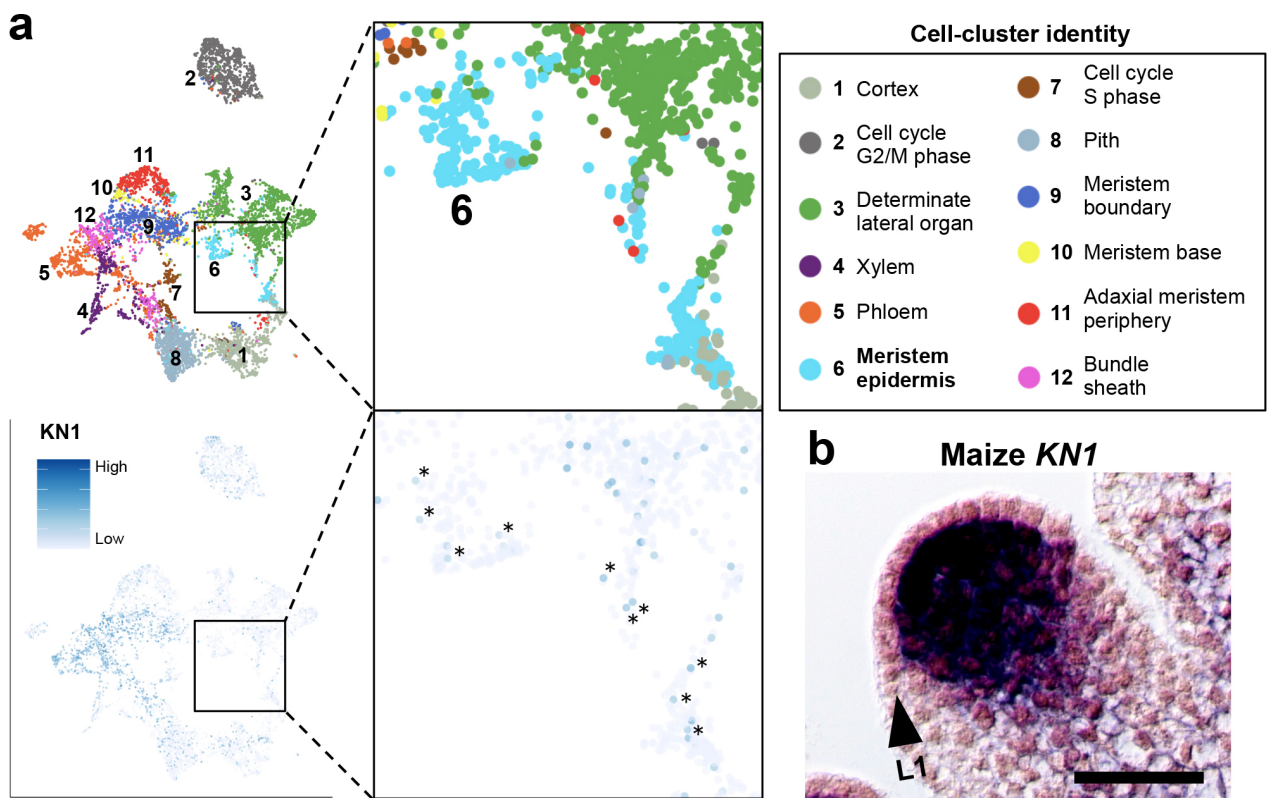 a
2
11
10
3
12
9
6
5
7
4
8
1
6
Cell-cluster identity
1 Cortex
2 Cell cycle
G2/M phase
3 Determinate
lateral organ
4 Xylem
5 Phloem
6 Meristem
epidermis
7 Cell cycle
S phase
8 Pith
9 Meristem
boundary
10 Meristem base
11 Adaxial meristem
periphery
12 Bundle
sheath
KN1
High
Low
* 
*
*
*
*
*
*
*
*
*
b
Maize KN1
L1